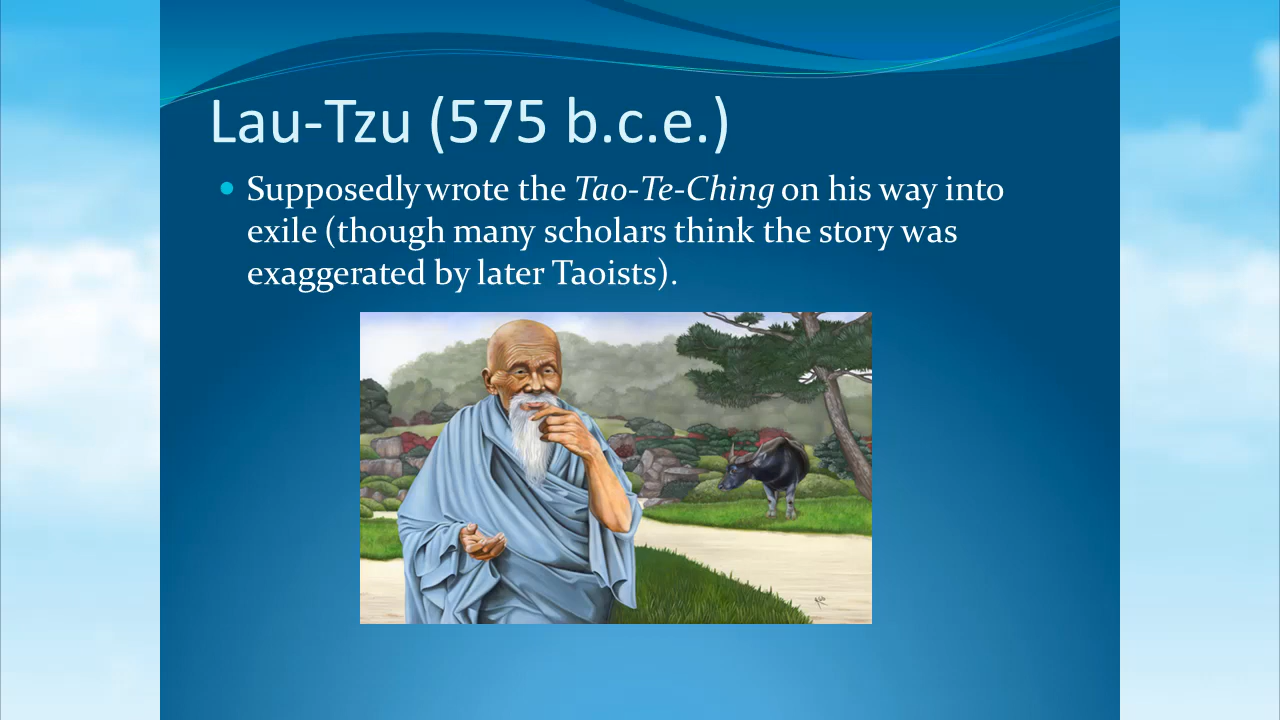 Lau-Tzu (575 b.c.e.)
Supposedly wrote the Tao-Te-Ching on his way into
exile (though many scholars think the story was
exaggerated by later Taoists).